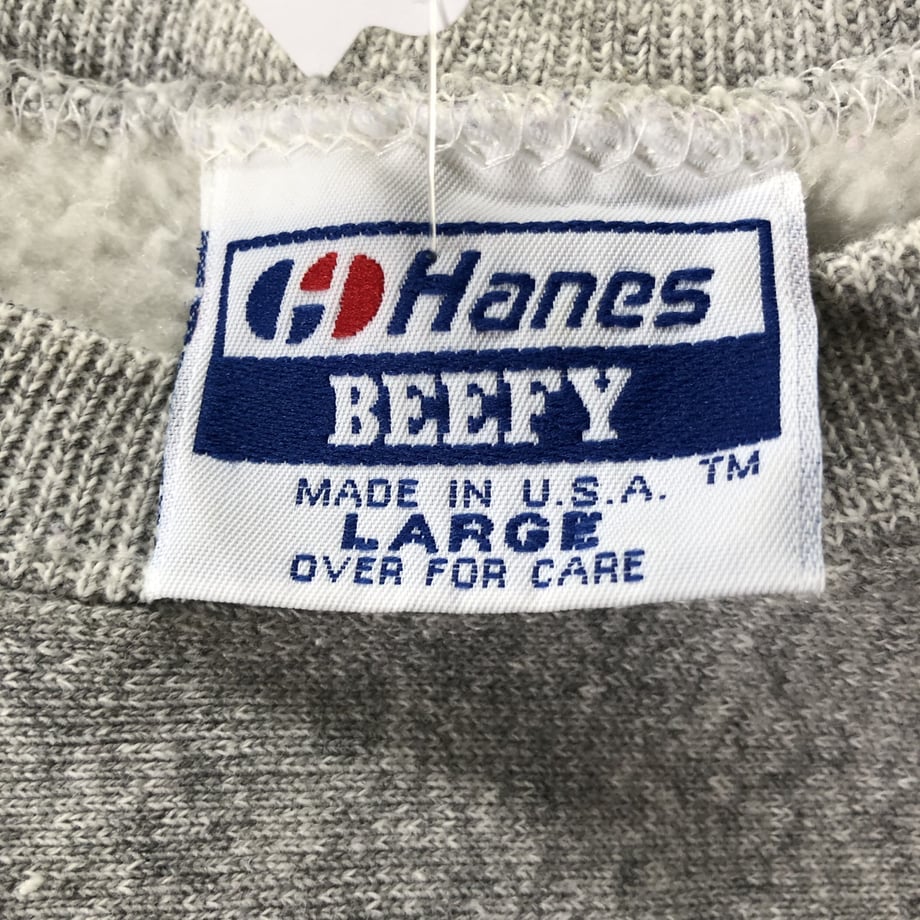 Hanes
BEEFY
TM
MADE IN U.S.A.
LARGE
OVER FOR CARE